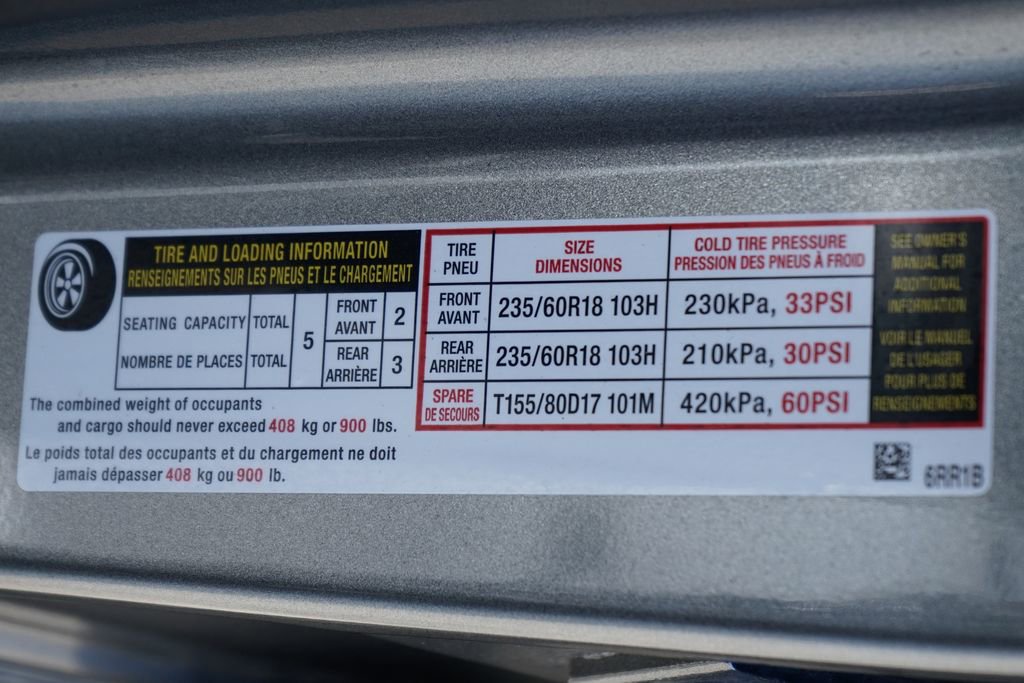 TIRE AND LOADING INFORMATION
RENSEIGNEMENTS SUR LES PNEUS ET LE CHARGEMENT
SEATING CAPACITY TOTAL 5 FRONT AVANT 2
NOMBRE DE PLACES TOTAL REAR ARRIÈRE 3
The combined weight of occupants
and cargo should never exceed 408 kg or 900 lbs.
Le poids total des occupants et du chargement ne doit
jamais dépasser 408 kg ou 900 lb.
TIRE PNEU SIZE DIMENSIONS COLD TIRE PRESSURE PRESSION DES PNEUS À FROID
FRONT AVANT 235/60R18 103H 230kPa, 33PSI
REAR ARRIÈRE 235/60R18 103H 210kPa, 30PSI
SPARE DE SECOURS T155/80D17 101M 420kPa, 60PSI
SEE OWNER'S
MANUAL FOR
ADDITIONAL
INFORMATION
VOIR LE MANUEL
DE L'USAGER
POUR PLUS DE
RENSEIGNEMENTS
6RR1B